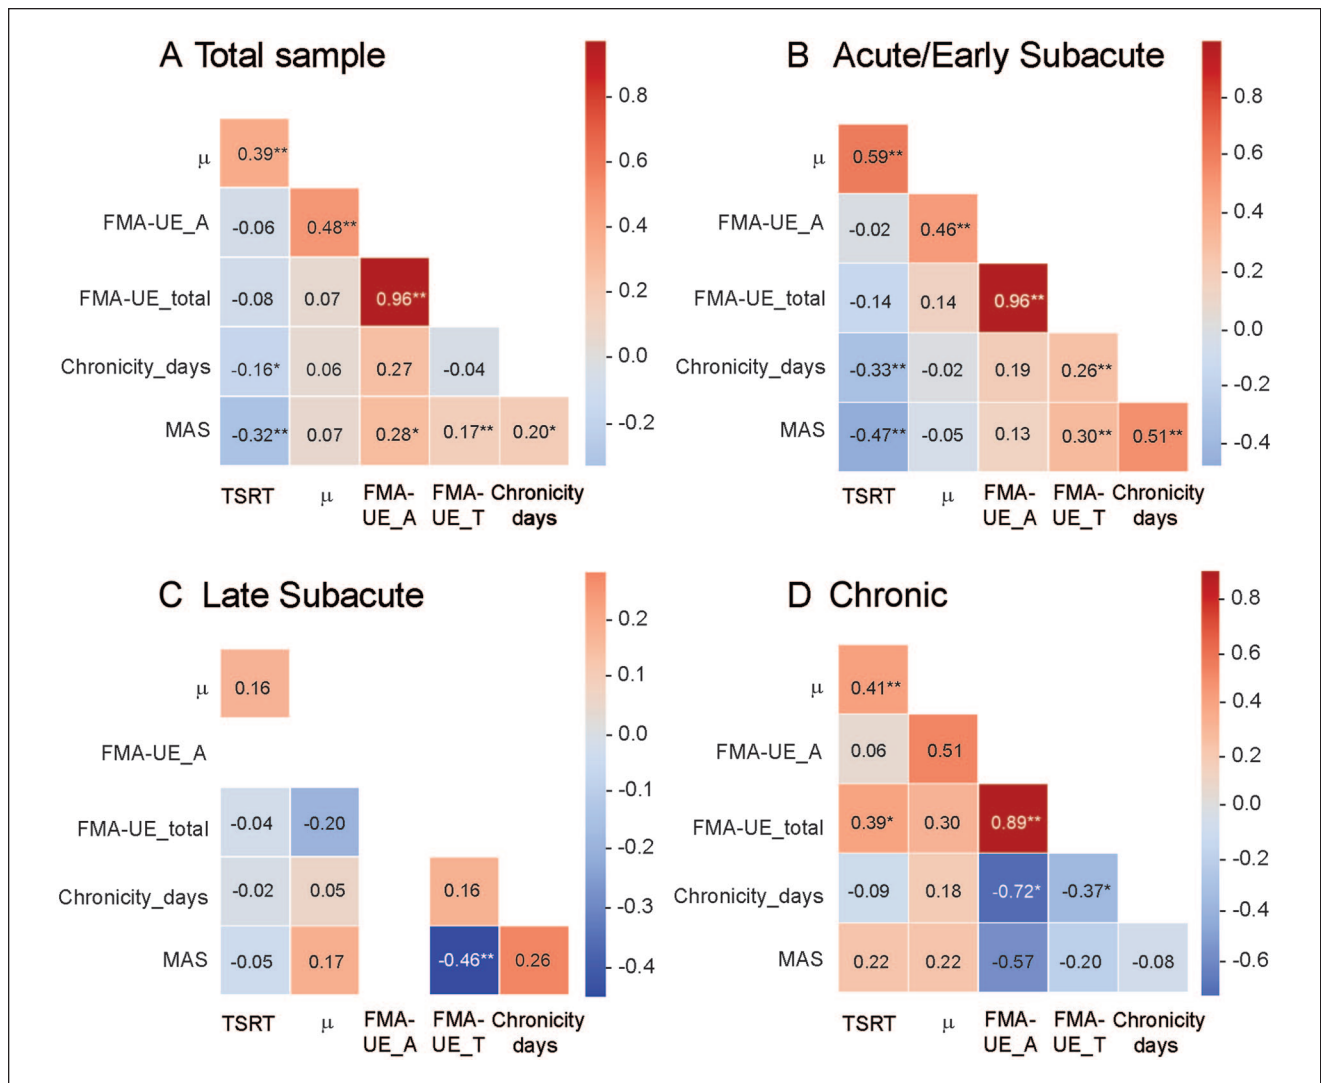 A Total sample
0.8
0.6
0.4
0.2
0.0
-0.2
μ 0.39**
FMA-UE_A -0.06 0.48**
FMA-UE_total -0.08 0.07 0.96**
Chronicity_days -0.16* 0.06 0.27 -0.04
MAS -0.32** 0.07 0.28* 0.17** 0.20*
TSRT μ FMA- FMA- Chronicity
UE_A UE_T days
B Acute/Early Subacute
0.8
0.6
0.4
0.2
0.0
-0.2
-0.4
μ 0.59**
FMA-UE_A -0.02 0.46**
FMA-UE_total -0.14 0.14 0.96**
Chronicity_days -0.33** -0.02 0.19 0.26**
MAS -0.47** -0.05 0.13 0.30** 0.51**
TSRT μ FMA- FMA- Chronicity
UE_A UE_T days
C Late Subacute
0.2
0.1
0.0
-0.1
-0.2
-0.3
-0.4
μ 0.16
FMA-UE_A
FMA-UE_total -0.04 -0.20
Chronicity_days -0.02 0.05 0.16
MAS -0.05 0.17 -0.46** 0.26
TSRT μ FMA- FMA- Chronicity
UE_A UE_T days
D Chronic
0.8
0.6
0.4
0.2
0.0
-0.2
-0.4
-0.6
μ 0.41**
FMA-UE_A 0.06 0.51
FMA-UE_total 0.39* 0.30 0.89**
Chronicity_days -0.09 0.18 -0.72* -0.37*
MAS 0.22 0.22 -0.57 -0.20 -0.08
TSRT μ FMA- FMA- Chronicity
UE_A UE_T days